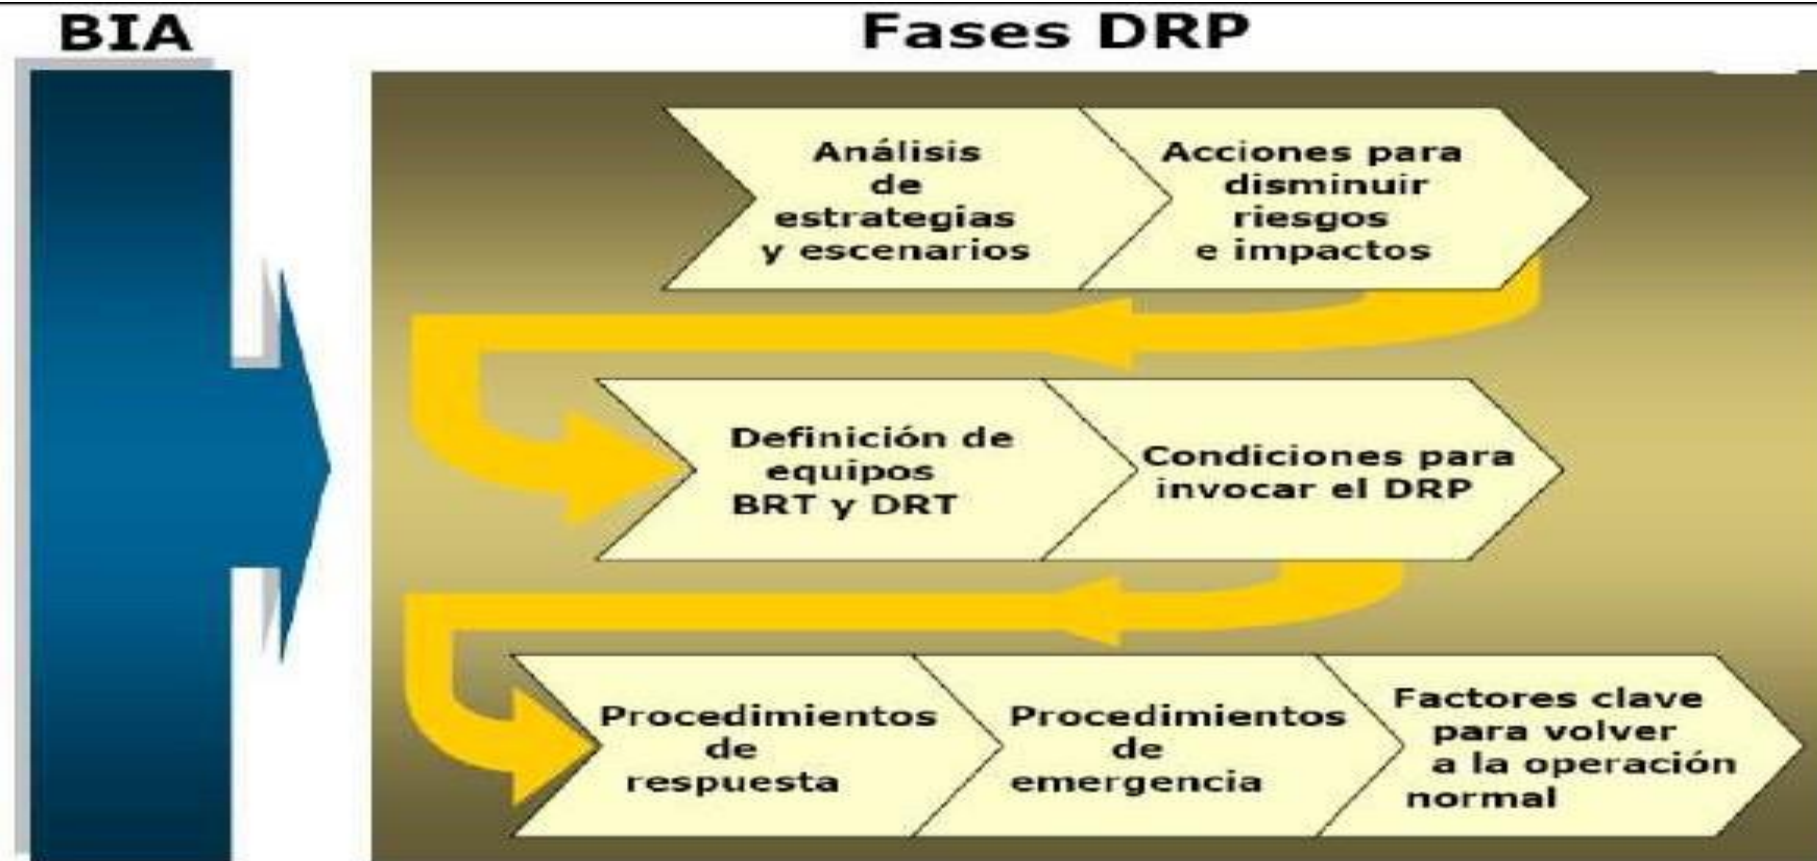 BIA
Fases DRP
Análisis
de
estrategias
y escenarios
Acciones para
disminuir
riesgos
e impactos
Definición de
equipos
BRT y DRT
Condiciones para
invocar el DRP
Procedimientos
de
respuesta
Procedimientos
de
emergencia
Factores clave
para volver
a la operación
normal